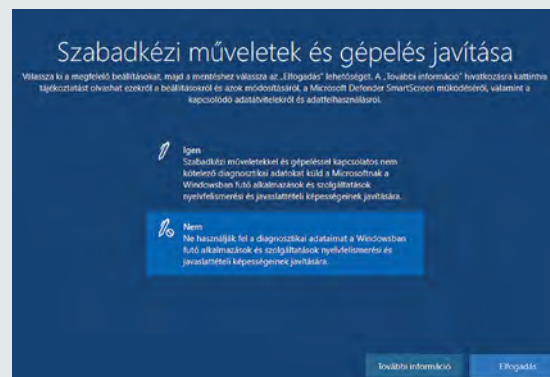 Szabadkézi műveletek és gépelés javítása
Válassza ki a megfelelő beállításokat, majd a mentéshez válassza az „Elfogadás” lehetőséget. A „További információ” hivatkozásra kattintva
tájékoztatást olvashat ezekről a beállításokról és azok módosításáról, a Microsoft Defender SmartScreen működéséről, valamint a
kapcsolódó adatátvitelekről és adatfelhasználásról.
Igen
Szabadkézi műveletekkel és gépeléssel kapcsolatos nem
kötelező diagnosztikai adatokat küld a Microsoftnak a
Windowsban futó alkalmazások és szolgáltatások
nyelvfelismerési és javaslattételi képességeinek javítására.
Nem
Ne használják fel a diagnosztikai adataimat a Windowsban
futó alkalmazások és szolgáltatások nyelvfelismerési és
javaslattételi képességeinek javítására.
További információ
Elfogadás